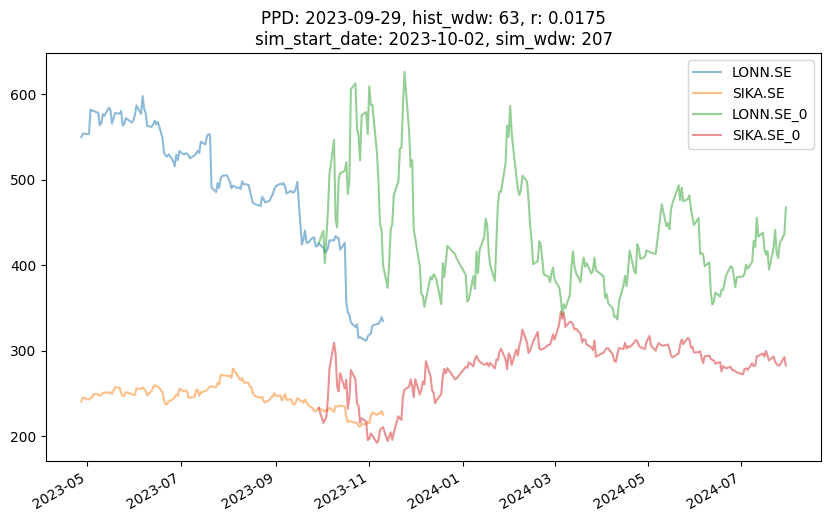 PPD: 2023-09-29, hist_wdw: 63, r: 0.0175
sim_start_date: 2023-10-02, sim_wdw: 207
LONN.SE
SIKA.SE
LONN.SE_0
SIKA.SE_0
600
500
400
300
200
2023-05
2023-07
2023-09
2023-11
2024-01
2024-03
2024-05
2024-07